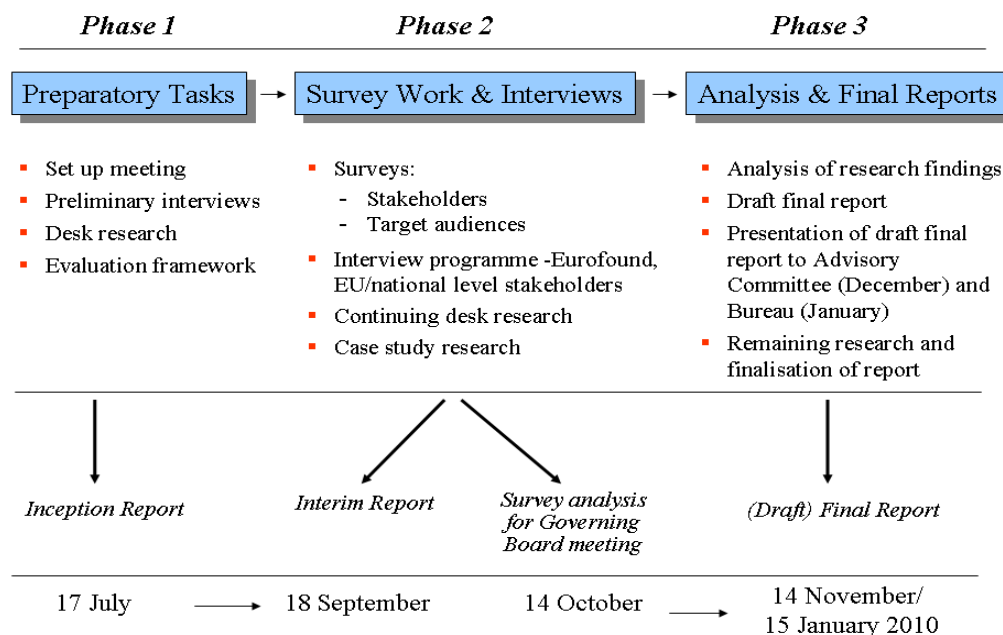 Phase 1
Phase 2
Phase 3
Preparatory Tasks
Survey Work & Interviews
Analysis & Final Reports
Set up meeting
Preliminary interviews
Desk research
Evaluation framework
Surveys:
- Stakeholders
- Target audiences
Interview programme -Eurofound,
EU/national level stakeholders
Continuing desk research
Case study research
Analysis of research findings
Draft final report
Presentation of draft final
report to Advisory
Committee (December) and
Bureau (January)
Remaining research and
finalisation of report
Inception Report
Interim Report
Survey analysis
for Governing
Board meeting
(Draft) Final Report
17 July
18 September
14 October
14 November/
15 January 2010